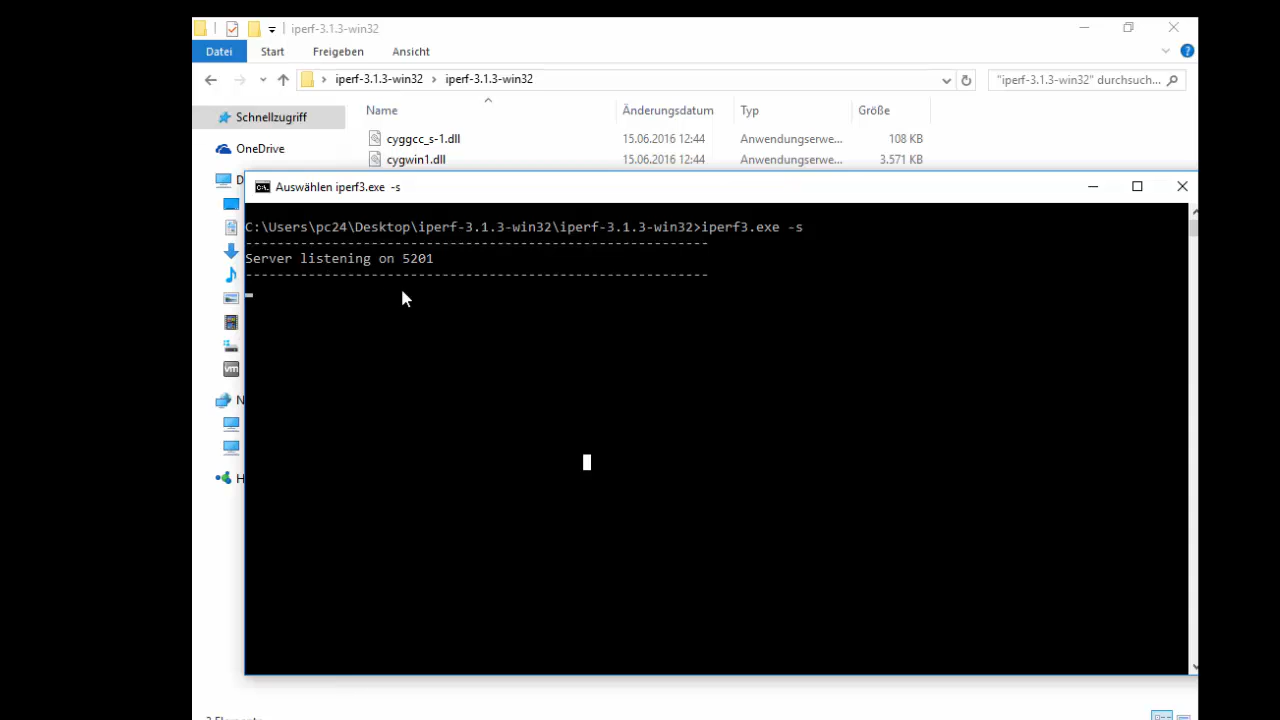 iperf-3.1.3-win32
Datei Start Freigeben Ansicht
iperf-3.1.3-win32 iperf-3.1.3-win32 "iperf-3.1.3-win32" durchsuch...
Name Änderungsdatum Typ Größe
Schnellzugriff
cyggcc_s-1.dll 15.06.2016 12:44 Anwendungserwe... 108 KB
OneDrive
cygwin1.dll 15.06.2016 12:44 Anwendungserwe... 3.571 KB
D
Auswählen iperf3.exe -s
C:\Users\pc24\Desktop\iperf-3.1.3-win32\iperf-3.1.3-win32>iperf3.exe -s
-----------------------------------------------------------
Server listening on 5201
-----------------------------------------------------------
vm
N
H